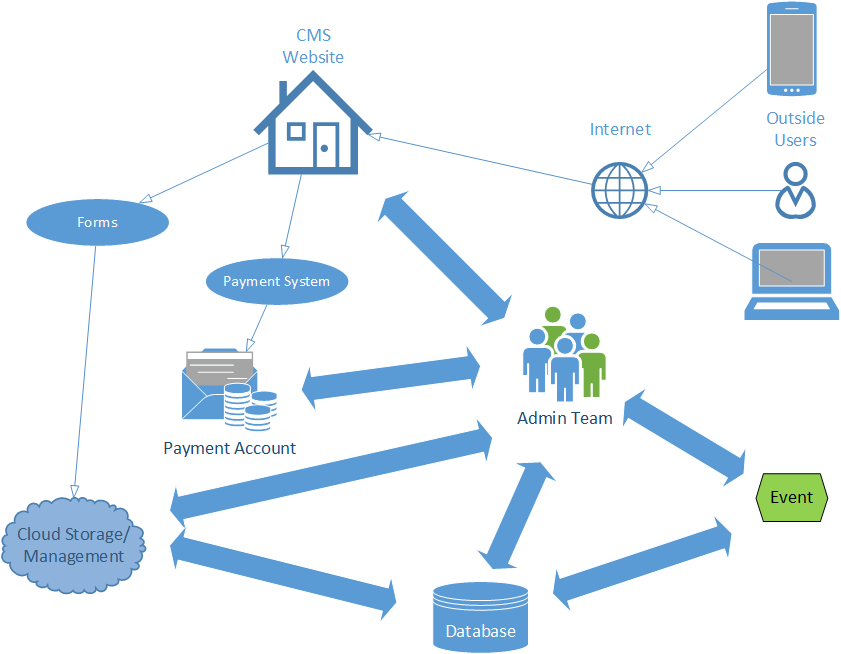 CMS
Website
Internet
Outside
Users
Forms
Payment System
Admin Team
Payment Account
Event
Cloud Storage/
Management
Database